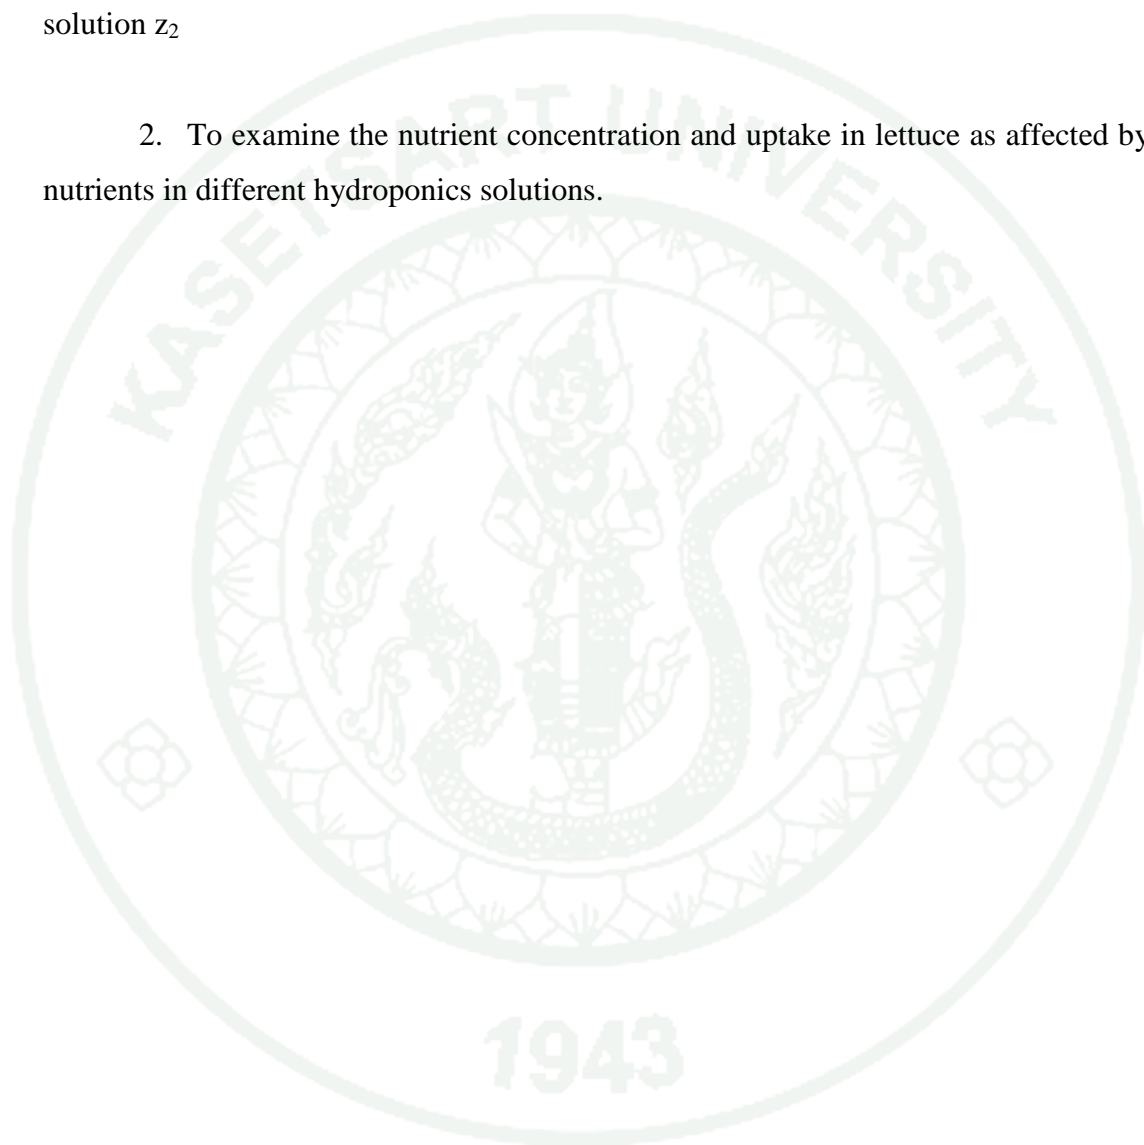 solution z₂
2. To examine the nutrient concentration and uptake in lettuce as affected by
nutrients in different hydroponics solutions.
KASETSART UNIVERSITY
1943